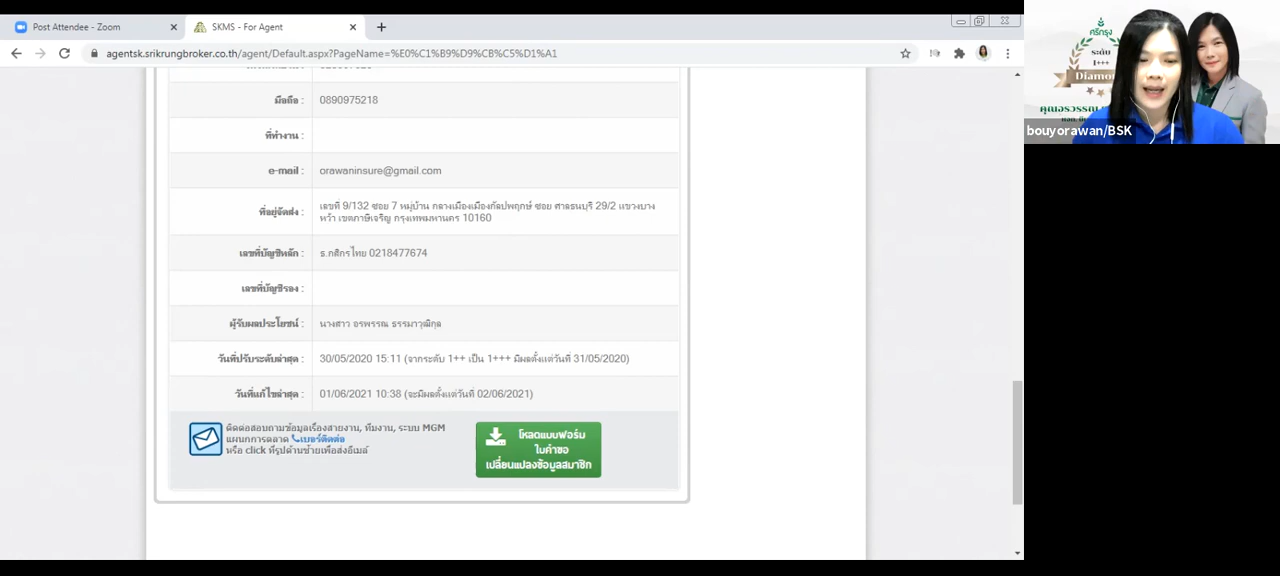 Post Attendee - Zoom
SKMS - For Agent
agentsk.srikrungbroker.co.th/agent/Default.aspx?PageName=%E0%C1%B9%D9%CB%C5%D1%A1
มือถือ : 0890975218
ที่ทำงาน :
e-mail : orawaninsure@gmail.com
ที่อยู่จัดส่ง : เลขที่ 9/132 ซอย 7 หมู่บ้าน กลางเมืองเมืองกัลปพฤกษ์ ซอย ศาลธนบุรี 29/2 แขวงบาง
หว้า เขตภาษีเจริญ กรุงเทพมหานคร 10160
เลขที่บัญชีหลัก : ธ.กสิกรไทย 0218477674
เลขที่บัญชีรอง :
ผู้รับผลประโยชน์ : นางสาว อรพรรณ ธรรมาวุฒิกุล
วันที่ปรับระดับล่าสุด : 30/05/2020 15:11 (จากระดับ 1++ เป็น 1+++ มีผลตั้งแต่วันที่ 31/05/2020)
วันที่แก้ไขล่าสุด : 01/06/2021 10:38 (จะมีผลตั้งแต่วันที่ 02/06/2021)
ติดต่อสอบถามข้อมูลเรื่องสายงาน, ทีมงาน, ระบบ MGM
แผนกการตลาด เบอร์ติดต่อ
หรือ click ที่รูปด้านซ้ายเพื่อส่งอีเมล์
โหลดแบบฟอร์ม
ใบคำขอ
เปลี่ยนแปลงข้อมูลสมาชิก
ศรีกรุง
ระดับ
1+++
คุณอรวรรณ
bouyorawan/BSK